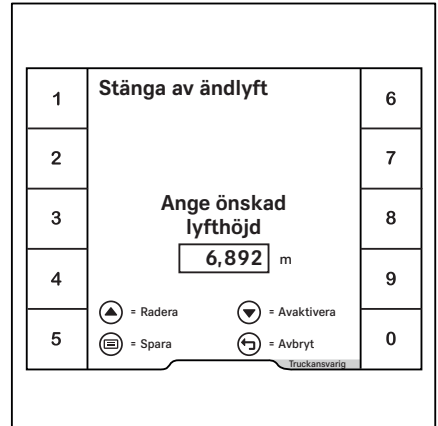 Stänga av ändlyft
1
2
3
4
5
6
7
8
9
0
Ange önskad
lyfthöjd
6,892 m
= Radera
= Avaktivera
= Spara
= Avbryt
Truckansvarig